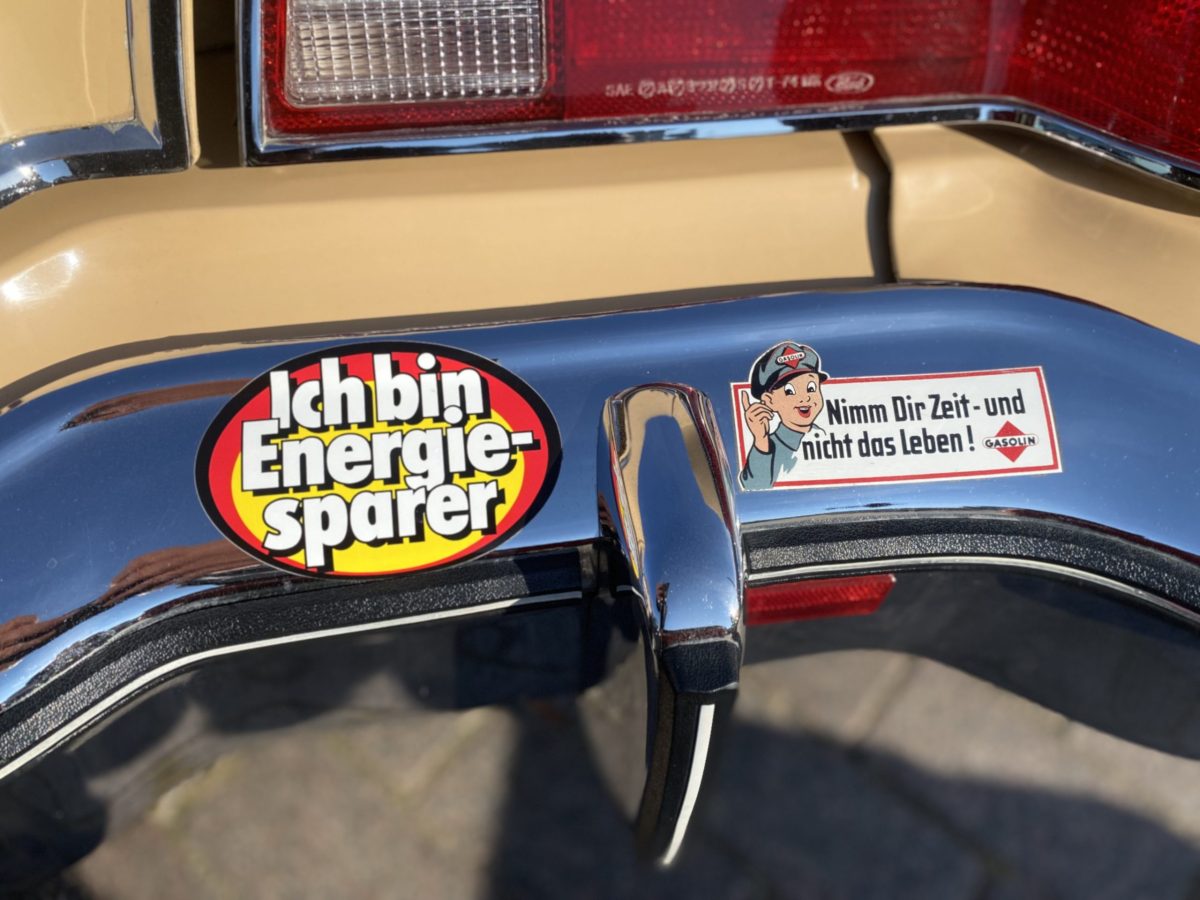 Ford
Ich bin
Energie-
sparer
GASOLIN
Nimm Dir Zeit - und
nicht das Leben!
GASOLIN